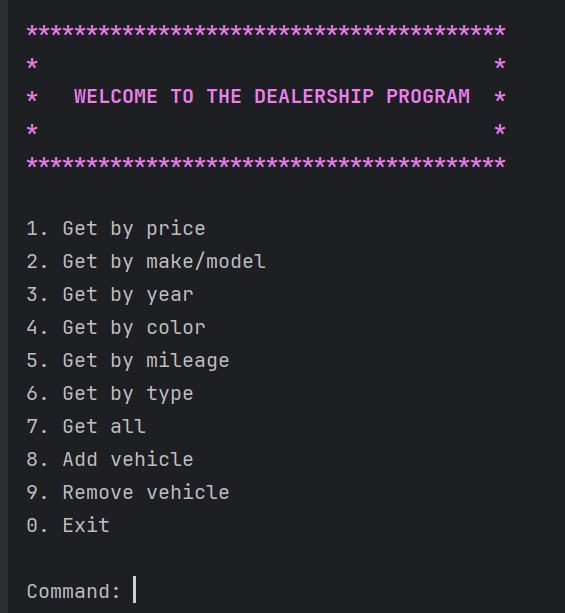 ****************************************
*                                      *
*   WELCOME TO THE DEALERSHIP PROGRAM  *
*                                      *
****************************************
1. Get by price
2. Get by make/model
3. Get by year
4. Get by color
5. Get by mileage
6. Get by type
7. Get all
8. Add vehicle
9. Remove vehicle
0. Exit
Command: